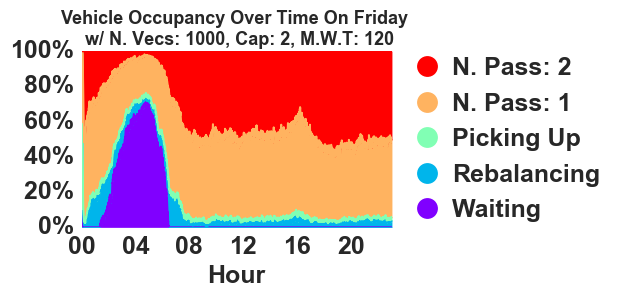 Vehicle Occupancy Over Time On Friday
w/ N. Vecs: 1000, Cap: 2, M.W.T: 120
100%
80%
60%
40%
20%
0%
00 04 08 12 16 20
Hour
N. Pass: 2
N. Pass: 1
Picking Up
Rebalancing
Waiting